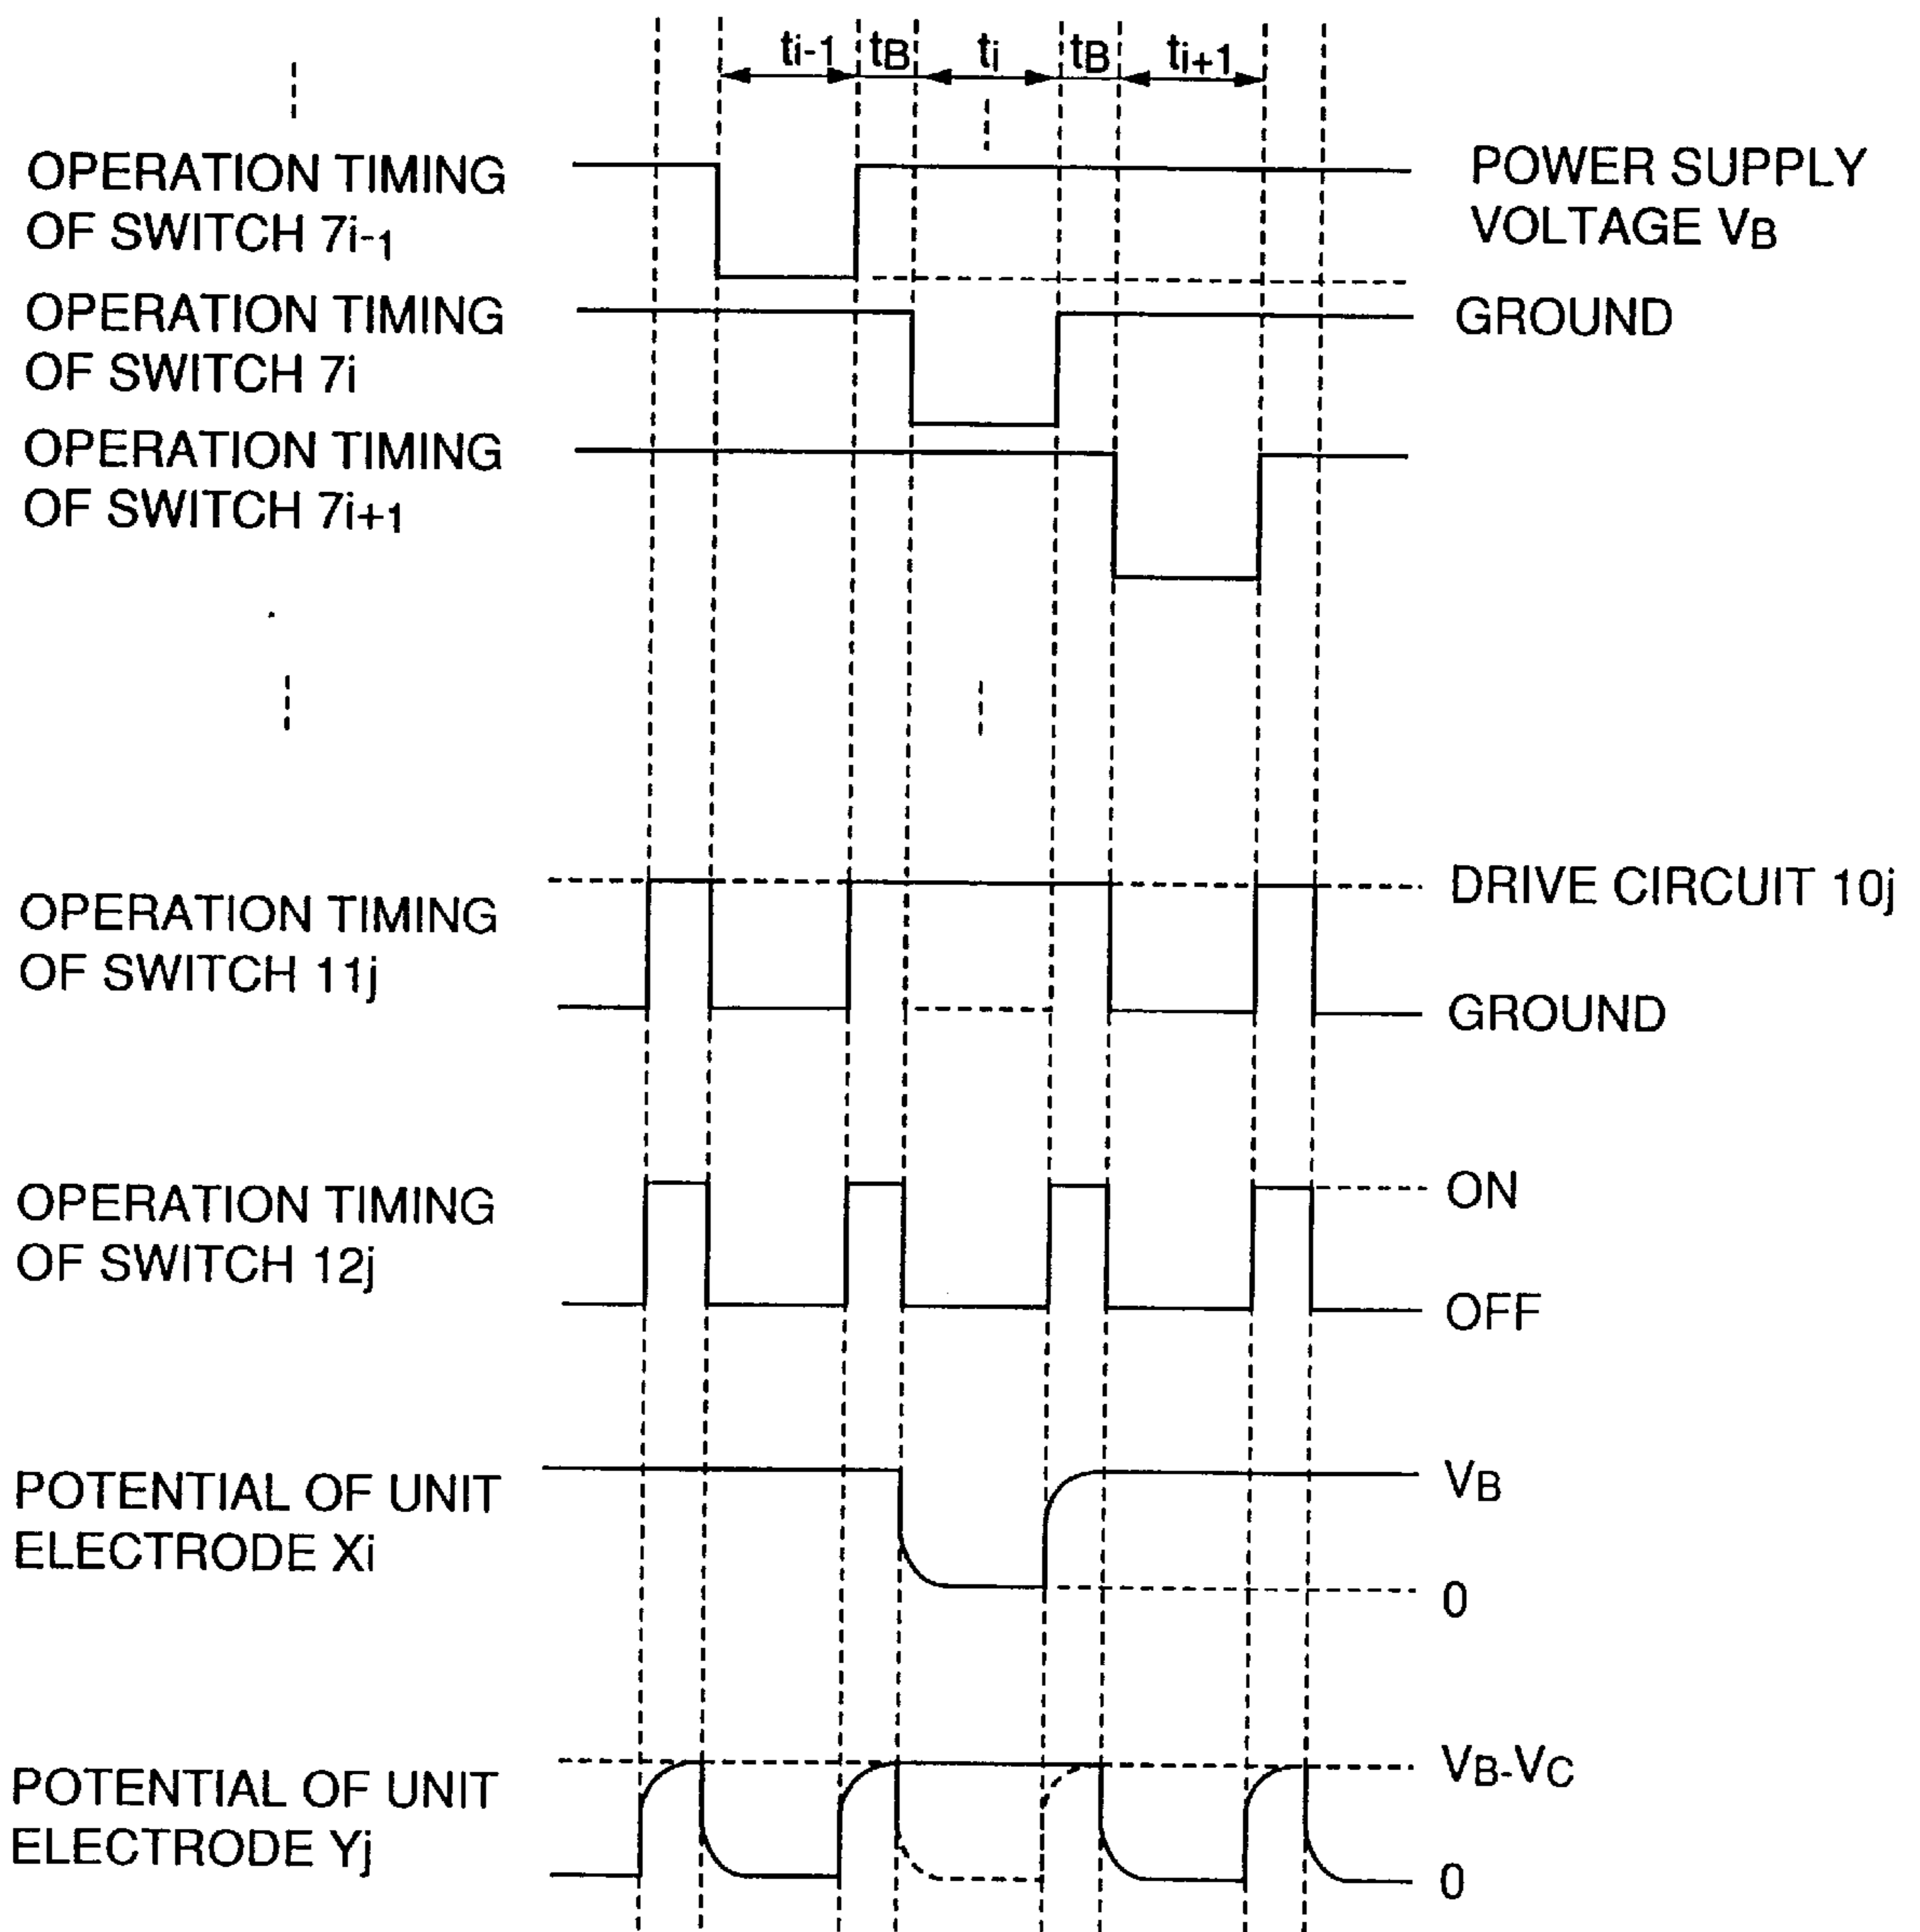 ti-1 tB ti tB ti+1
OPERATION TIMING
OF SWITCH 7i-1
POWER SUPPLY
VOLTAGE VB
OPERATION TIMING
OF SWITCH 7i
GROUND
OPERATION TIMING
OF SWITCH 7i+1
OPERATION TIMING
OF SWITCH 11j
DRIVE CIRCUIT 10j
GROUND
OPERATION TIMING
OF SWITCH 12j
ON
OFF
POTENTIAL OF UNIT
ELECTRODE Xi
VB
0
POTENTIAL OF UNIT
ELECTRODE Yj
VB-VC
0